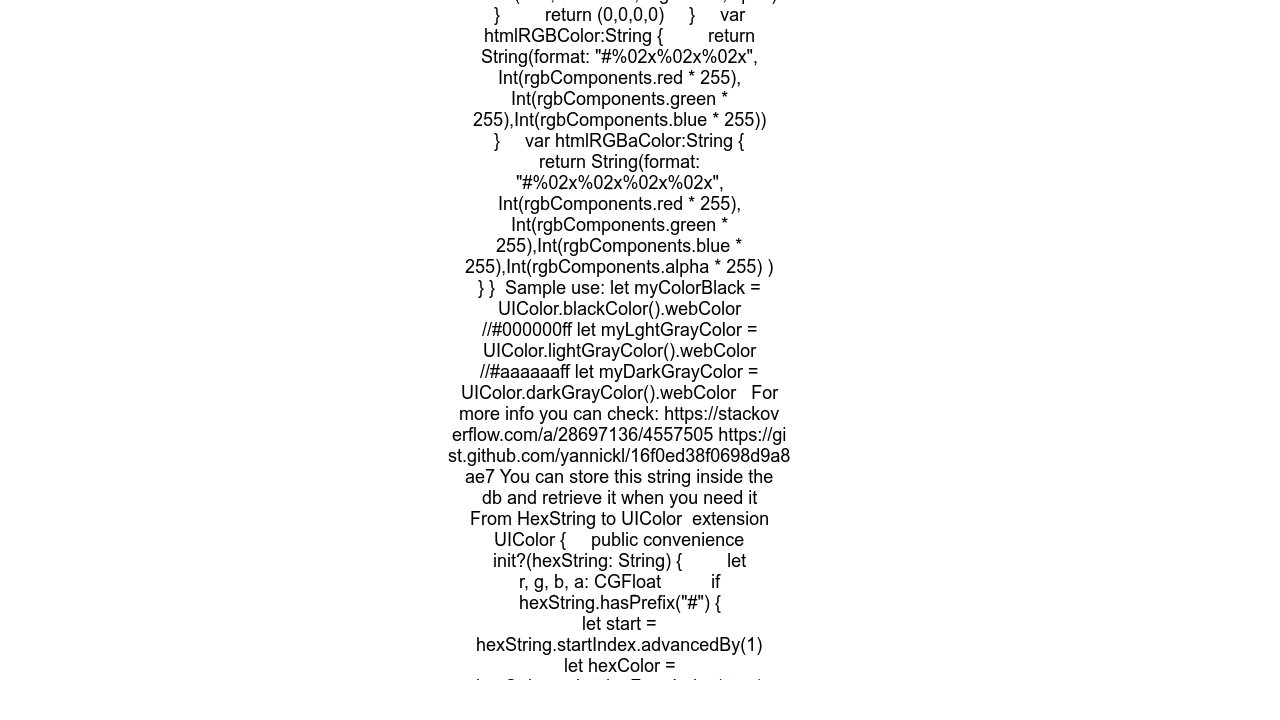 }         return (0,0,0,0)     }     var
htmlRGBColor:String {         return
String(format: "#%02x%02x%02x",
Int(rgbComponents.red * 255),
Int(rgbComponents.green *
255),Int(rgbComponents.blue * 255))
}     var htmlRGBaColor:String {
return String(format:
"#%02x%02x%02x%02x",
Int(rgbComponents.red * 255),
Int(rgbComponents.green *
255),Int(rgbComponents.blue *
255),Int(rgbComponents.alpha * 255) )
} }  Sample use: let myColorBlack =
UIColor.blackColor().webColor
//#000000ff let myLghtGrayColor =
UIColor.lightGrayColor().webColor
//#aaaaaaff let myDarkGrayColor =
UIColor.darkGrayColor().webColor   For
more info you can check: https://stackov
erflow.com/a/28697136/4557505 https://gi
st.github.com/yannickl/16f0ed38f0698d9a8
ae7 You can store this string inside the
db and retrieve it when you need it
From HexString to UIColor  extension
UIColor {     public convenience
init?(hexString: String) {         let
r, g, b, a: CGFloat          if
hexString.hasPrefix("#") {
let start =
hexString.startIndex.advancedBy(1)
let hexColor =